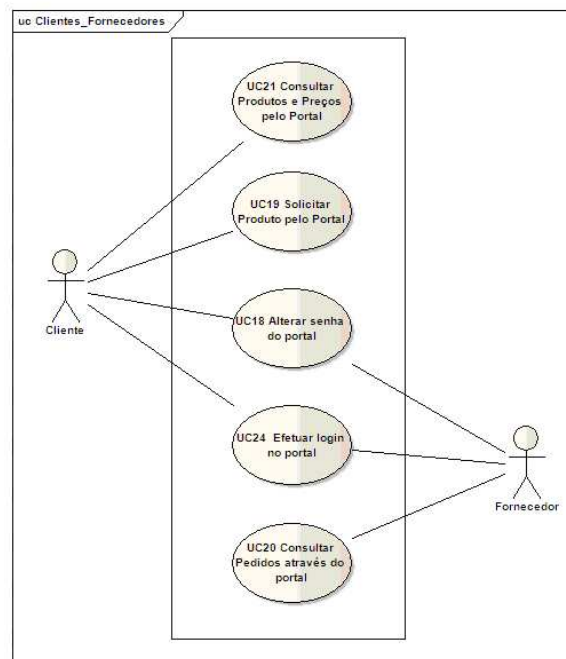 uc Clientes_Fornecedores
UC21 Consultar
Produtos e Preços
pelo Portal
UC19 Solicitar
Produto pelo Portal
Cliente
UC18 Alterar senha
do portal
UC24 Efetuar login
no portal
Fornecedor
UC20 Consultar
Pedidos através do
portal